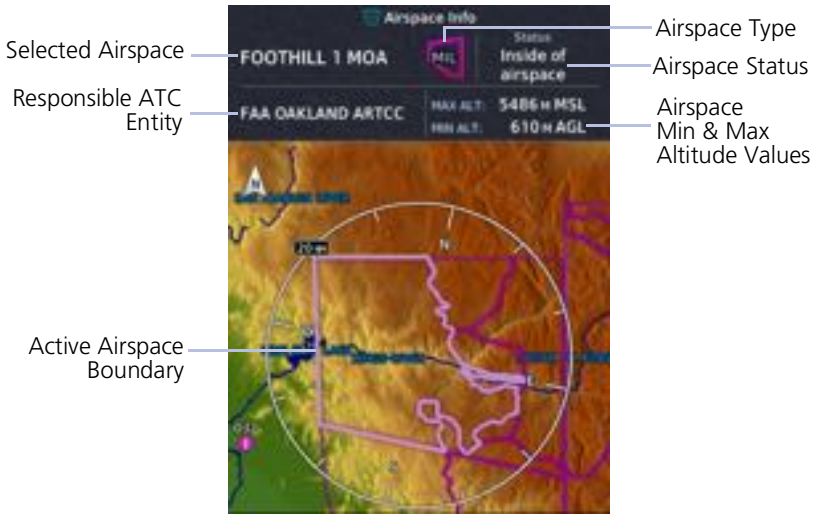 Airspace Info
Selected Airspace
FOOTHILL 1 MOA
MIL
Status
Inside of
airspace
Airspace Type
Airspace Status
Responsible ATC
Entity
FAA OAKLAND ARTCC
MAX ALT: 5486 M MSL
MIN ALT: 610 M AGL
Airspace
Min & Max
Altitude Values
N
N
E
S
Active Airspace
Boundary